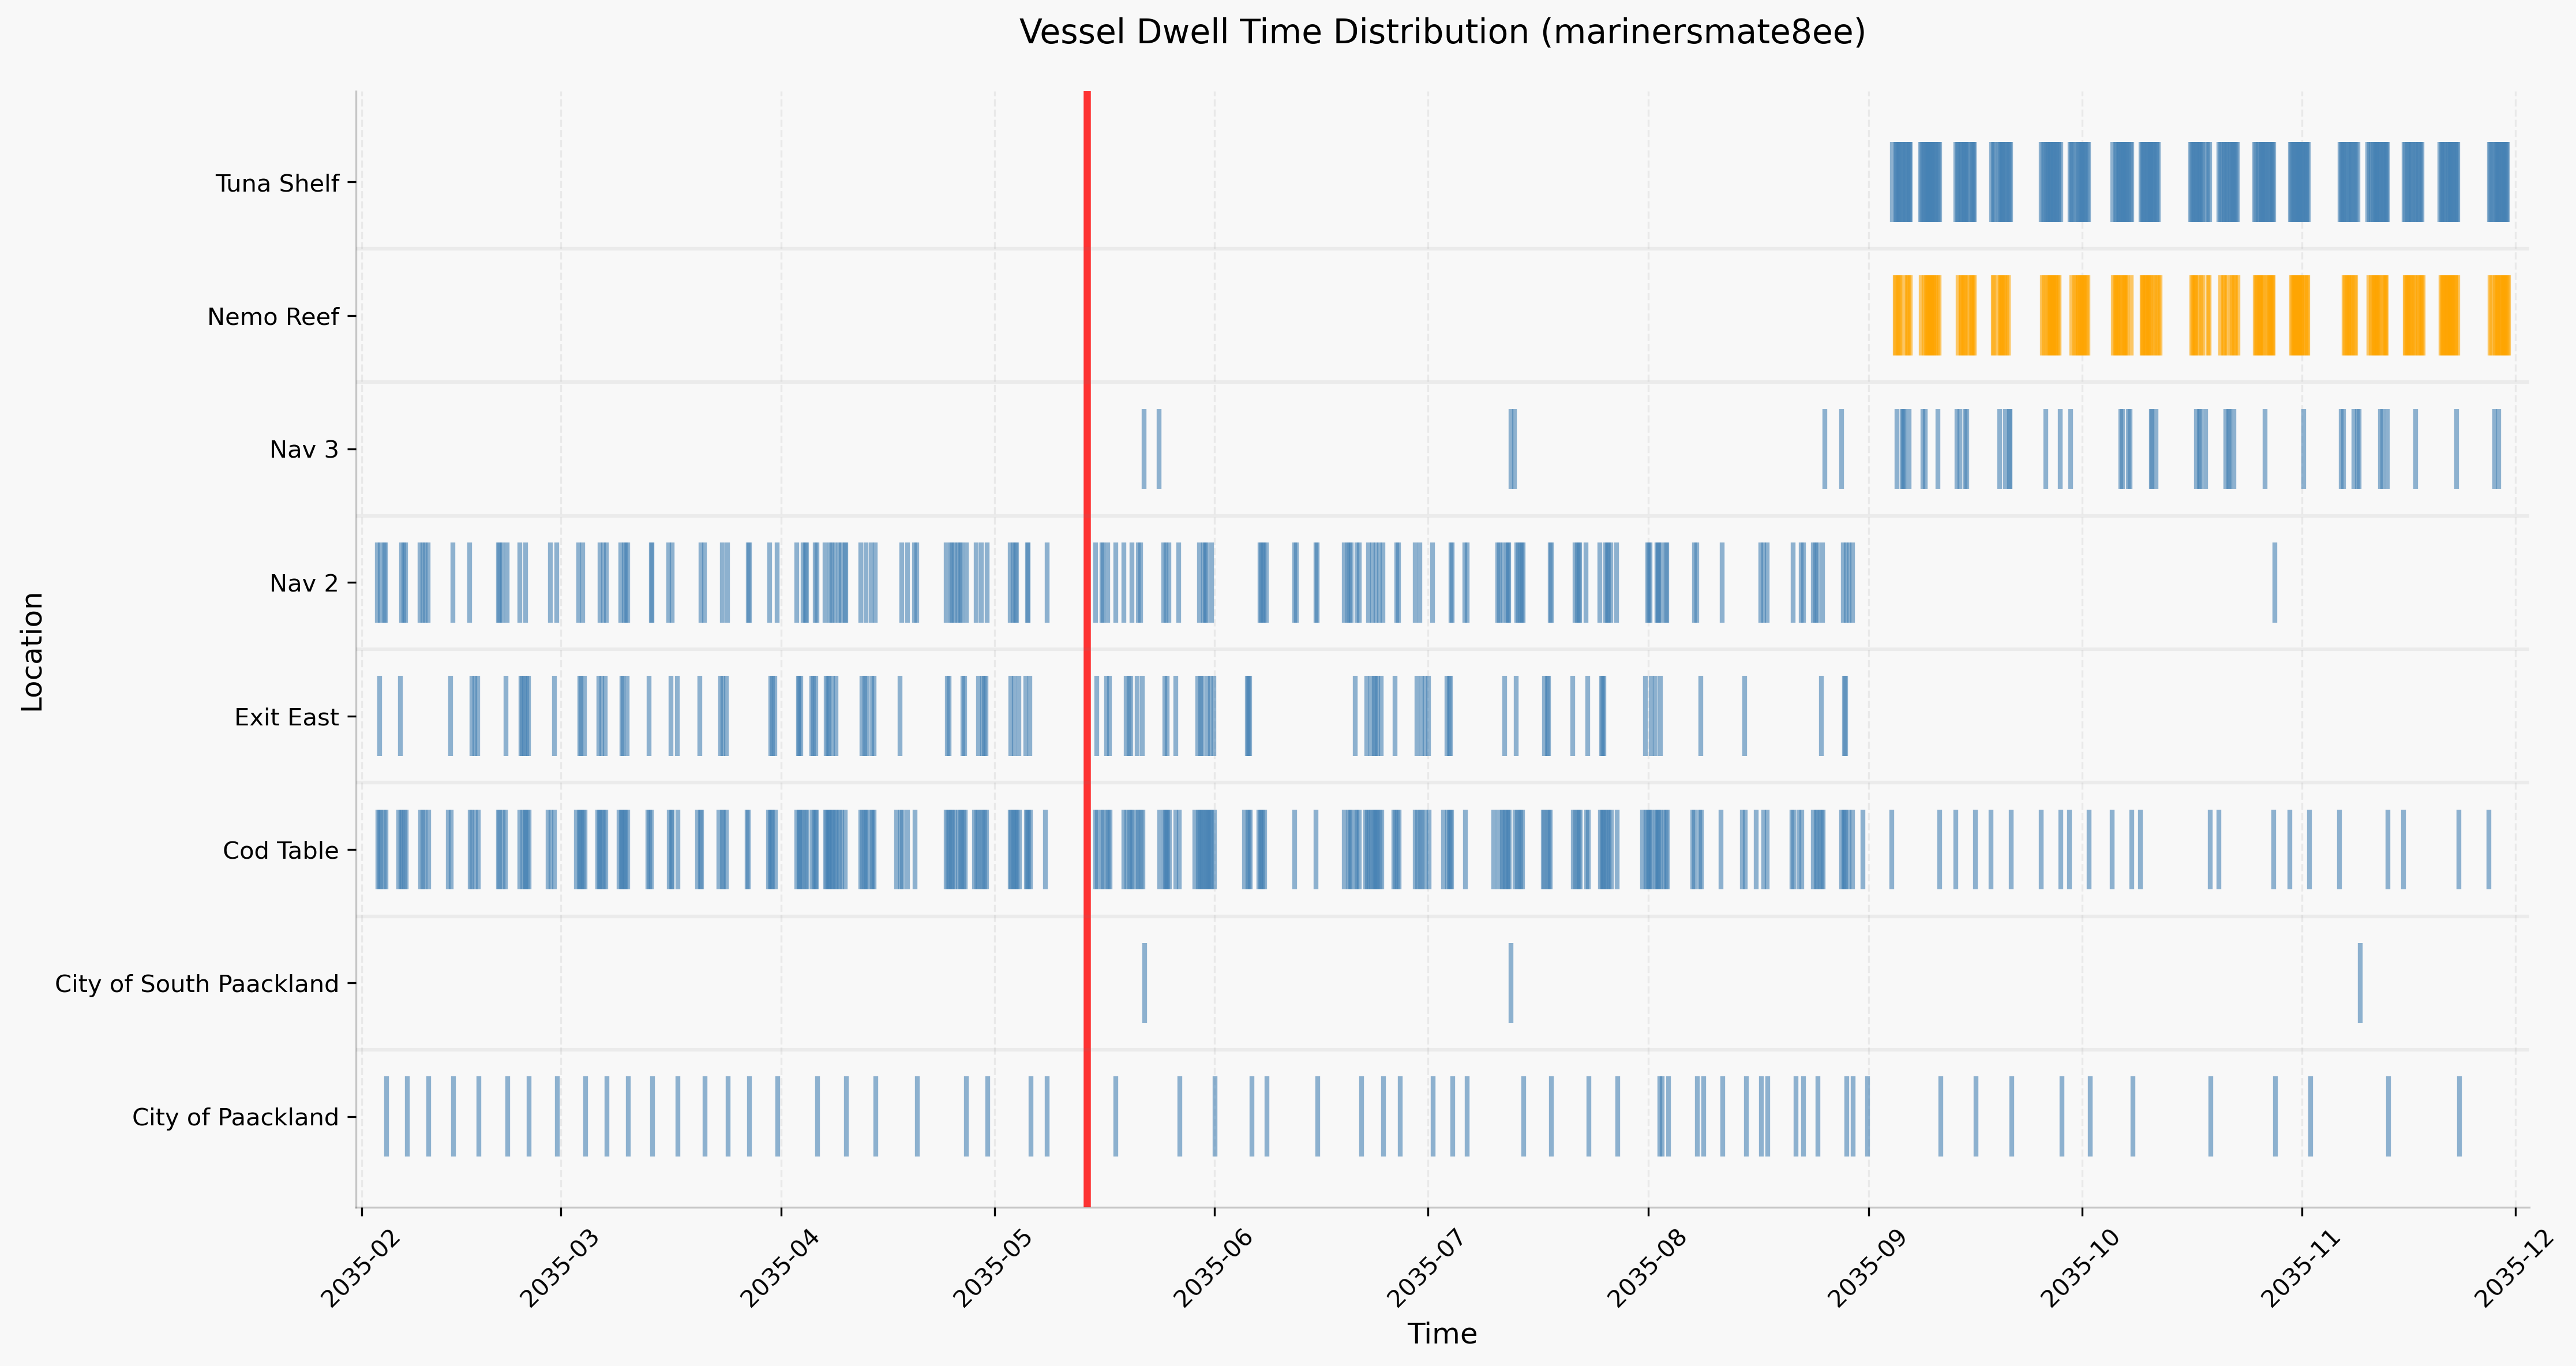 Vessel Dwell Time Distribution (marinersmate8ee)
Tuna Shelf
Nemo Reef
Nav 3
Nav 2
Exit East
Cod Table
City of South Paackland
City of Paackland
Location
2035-02
2035-03
2035-04
2035-05
2035-06
2035-07
2035-08
2035-09
2035-10
2035-11
2035-12
Time